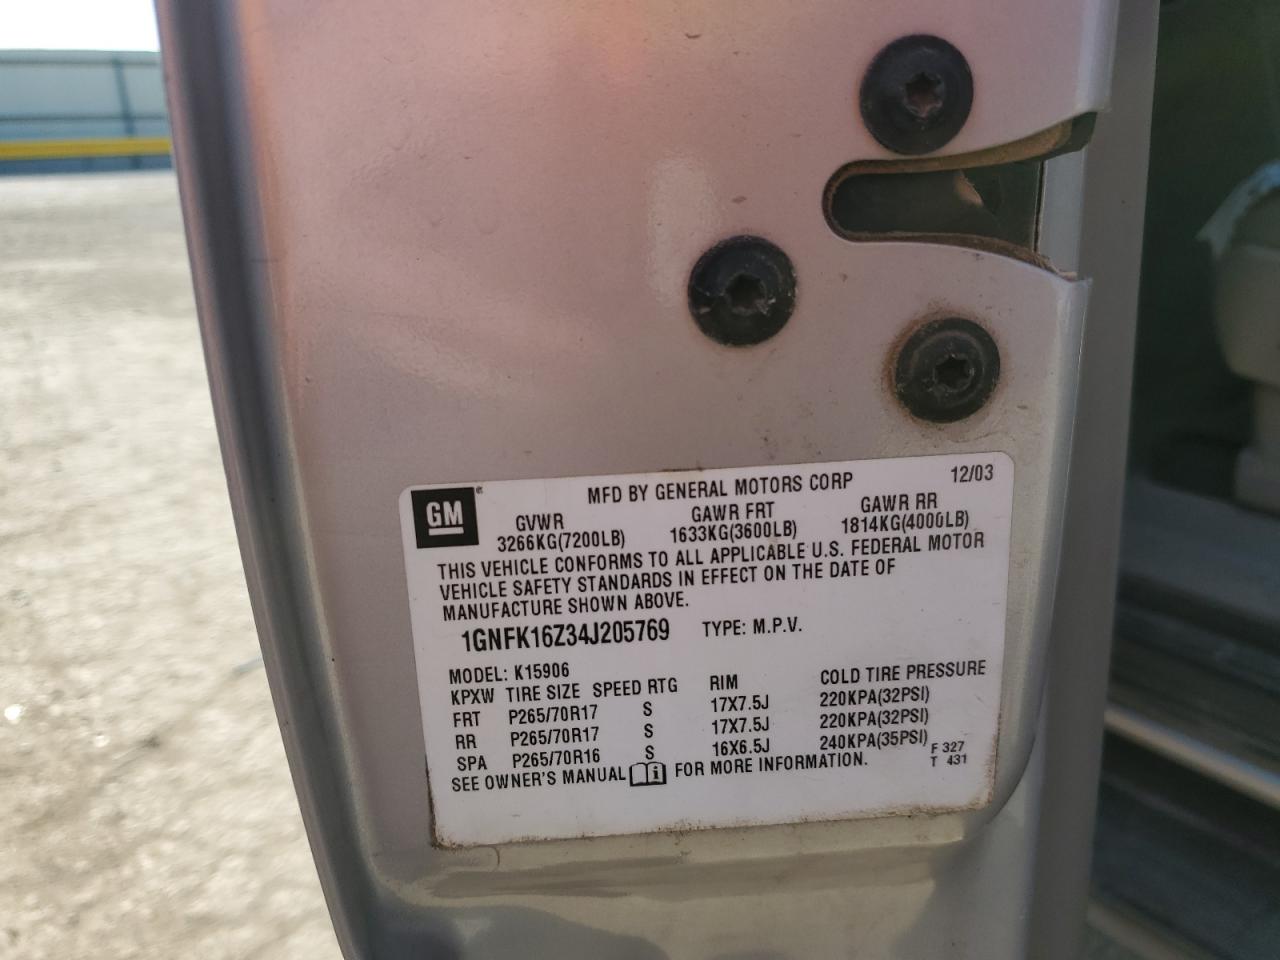 GM®
MFD BY GENERAL MOTORS CORP 12/03
GVWR GAWR FRT GAWR RR
3266KG(7200LB) 1633KG(3600LB) 1814KG(4000LB)
THIS VEHICLE CONFORMS TO ALL APPLICABLE U.S. FEDERAL MOTOR
VEHICLE SAFETY STANDARDS IN EFFECT ON THE DATE OF
MANUFACTURE SHOWN ABOVE.
1GNFK16Z34J205769 TYPE: M.P.V.
MODEL: K15906
KPXW TIRE SIZE SPEED RTG RIM COLD TIRE PRESSURE
FRT P265/70R17 S 17X7.5J 220KPA(32PSI)
RR P265/70R17 S 17X7.5J 220KPA(32PSI)
SPA P265/70R16 S 16X6.5J 240KPA(35PSI) F 327
SEE OWNER'S MANUAL i FOR MORE INFORMATION. T 431